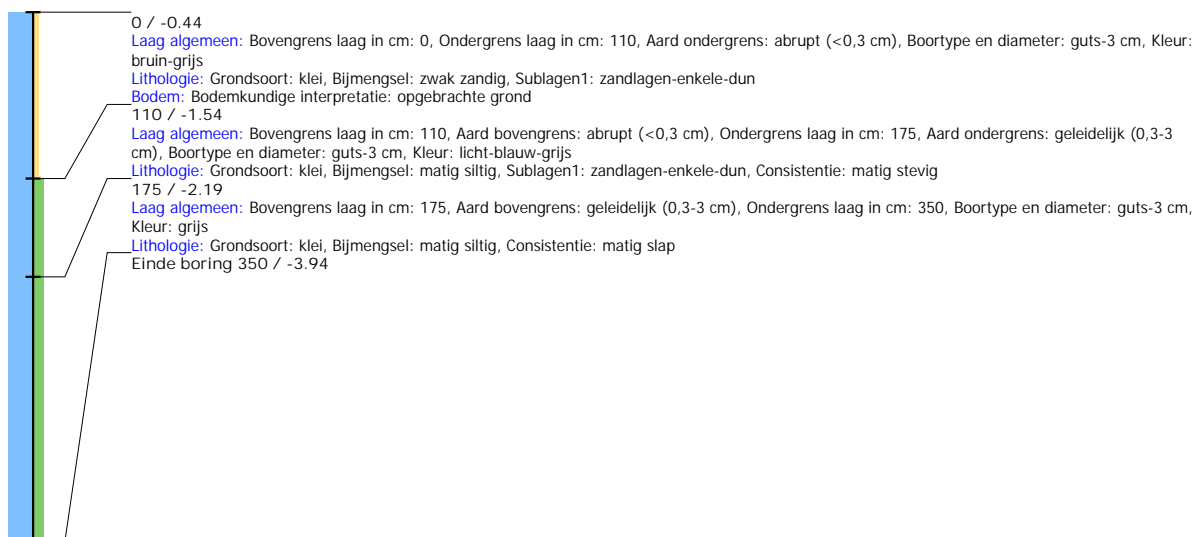 0 / -0.44
Laag algemeen: Bovengrens laag in cm: 0, Ondergrens laag in cm: 110, Aard ondergrens: abrupt (<0,3 cm), Boortype en diameter: guts-3 cm, Kleur:
bruin-grijs
Lithologie: Grondsoort: klei, Bijmengsel: zwak zandig, Sublagen1: zandlagen-enkele-dun
Bodem: Bodemkundige interpretatie: opgebrachte grond
110 / -1.54
Laag algemeen: Bovengrens laag in cm: 110, Aard bovengrens: abrupt (<0,3 cm), Ondergrens laag in cm: 175, Aard ondergrens: geleidelijk (0,3-3
cm), Boortype en diameter: guts-3 cm, Kleur: licht-blauw-grijs
Lithologie: Grondsoort: klei, Bijmengsel: matig siltig, Sublagen1: zandlagen-enkele-dun, Consistentie: matig stevig
175 / -2.19
Laag algemeen: Bovengrens laag in cm: 175, Aard bovengrens: geleidelijk (0,3-3 cm), Ondergrens laag in cm: 350, Boortype en diameter: guts-3 cm,
Kleur: grijs
Lithologie: Grondsoort: klei, Bijmengsel: matig siltig, Consistentie: matig slap
Einde boring 350 / -3.94